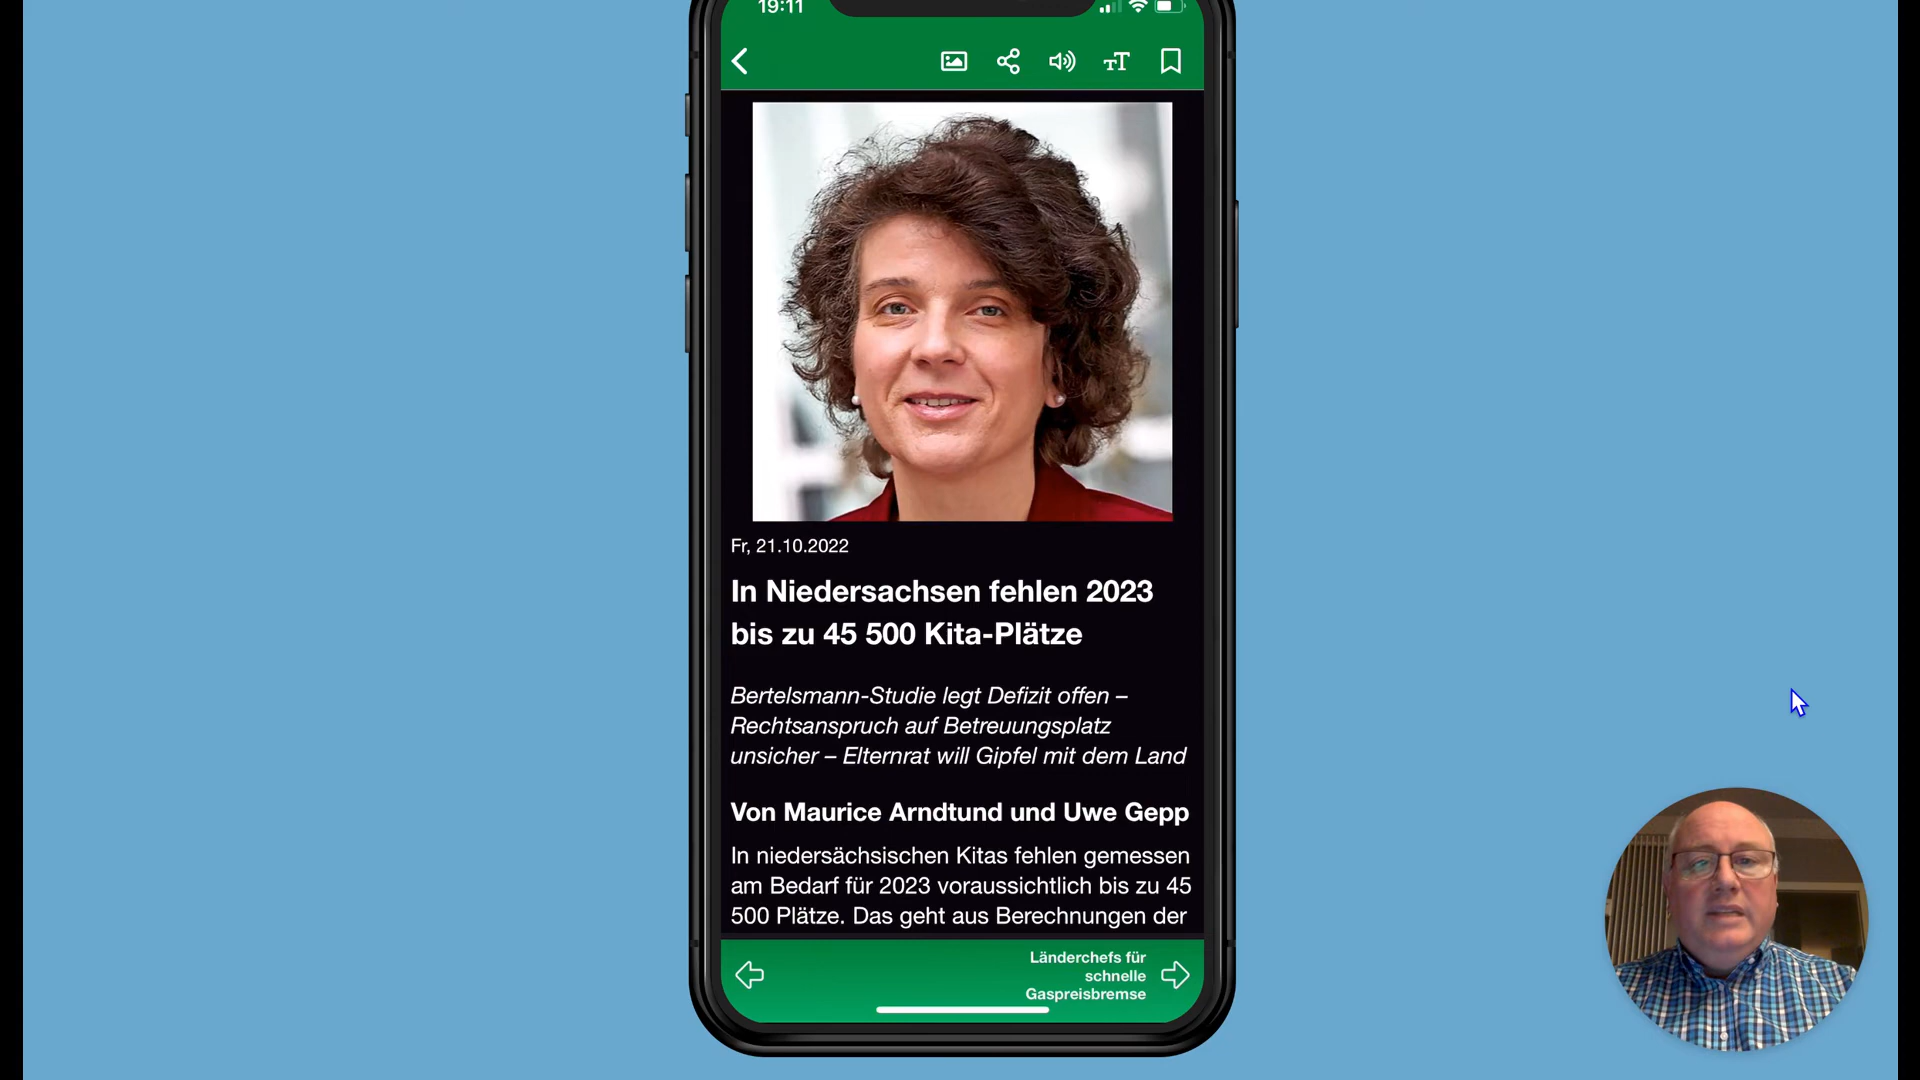 19:11
TT
Fr, 21.10.2022
In Niedersachsen fehlen 2023
bis zu 45 500 Kita-Plätze
Bertelsmann-Studie legt Defizit offen –
Rechtsanspruch auf Betreuungsplatz
unsicher – Elternrat will Gipfel mit dem Land
Von Maurice Arndtund und Uwe Gepp
In niedersächsischen Kitas fehlen gemessen
am Bedarf für 2023 voraussichtlich bis zu 45
500 Plätze. Das geht aus Berechnungen der
Länderchefs für
schnelle
Gaspreisbremse